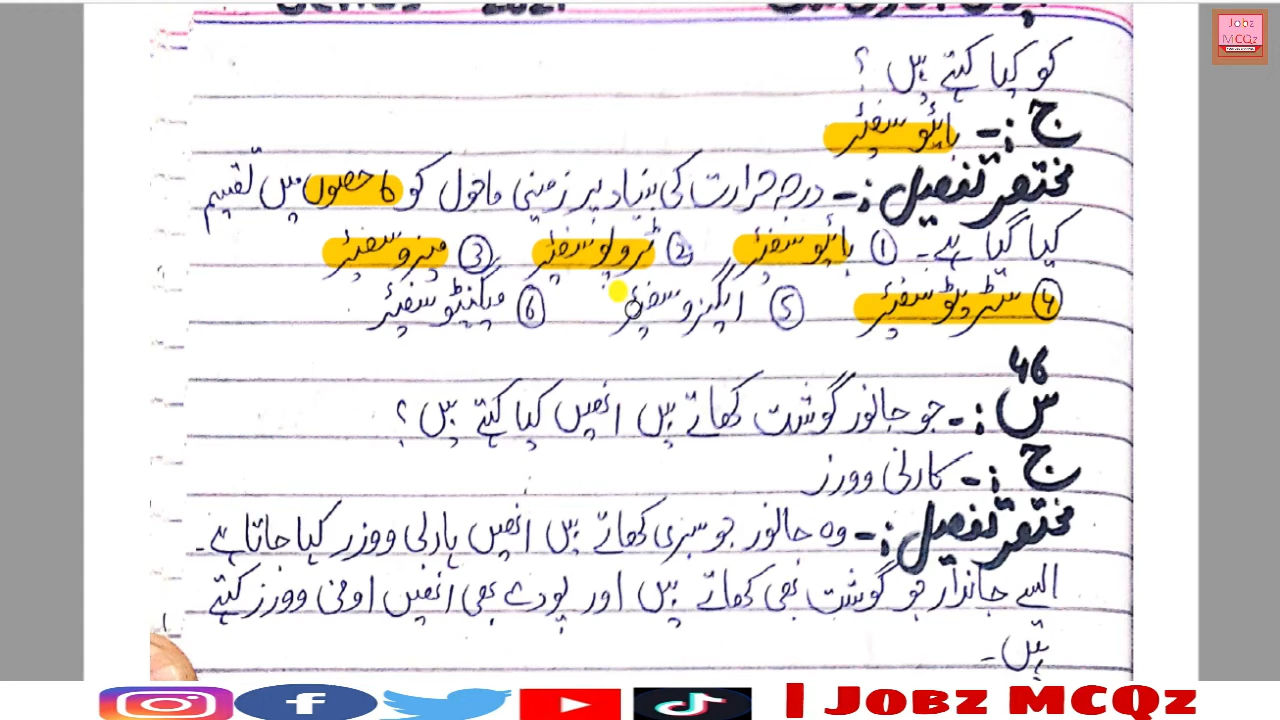 2021
Jobz
MCQz
کو کیا کہتے ہیں ؟
ج :۔ بائیو سفیئر
مختصر تفصیل :۔ درجہ حرارت کی بنیاد پر زمینی ماحول کو 6 حصوں میں تقسیم
کیا گیا ہے۔ ① بائیو سفیئر ② ٹروپو سفیئر ③ میزو سفیئر
④ سٹریٹو سفیئر ⑤ ایگزو سفیئر ⑥ میگنیٹو سفیئر
46
س :۔ جو جانور گوشت کھاتے ہیں انھیں کیا کہتے ہیں ؟
ج :۔ کارنی وورز
مختصر تفصیل :۔ وہ جانور جو سبزی کھاتے ہیں انھیں ہاربی وورز کہا جاتا ہے۔
ایسے جاندار جو گوشت بھی کھاتے ہیں اور پودے بھی انھیں اومنی وورز کہتے
ہیں۔
| Jobz MCQz